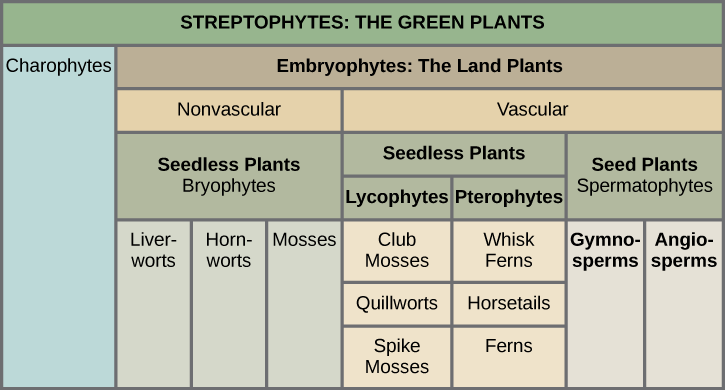 STREPTOPHYTES: THE GREEN PLANTS
Charophytes
Embryophytes: The Land Plants
Nonvascular
Vascular
Seedless Plants
Bryophytes
Seedless Plants
Lycophytes
Pterophytes
Seed Plants
Spermatophytes
Liver-
worts
Horn-
worts
Mosses
Club
Mosses
Whisk
Ferns
Gymno-
sperms
Angio-
sperms
Quillworts
Horsetails
Spike
Mosses
Ferns